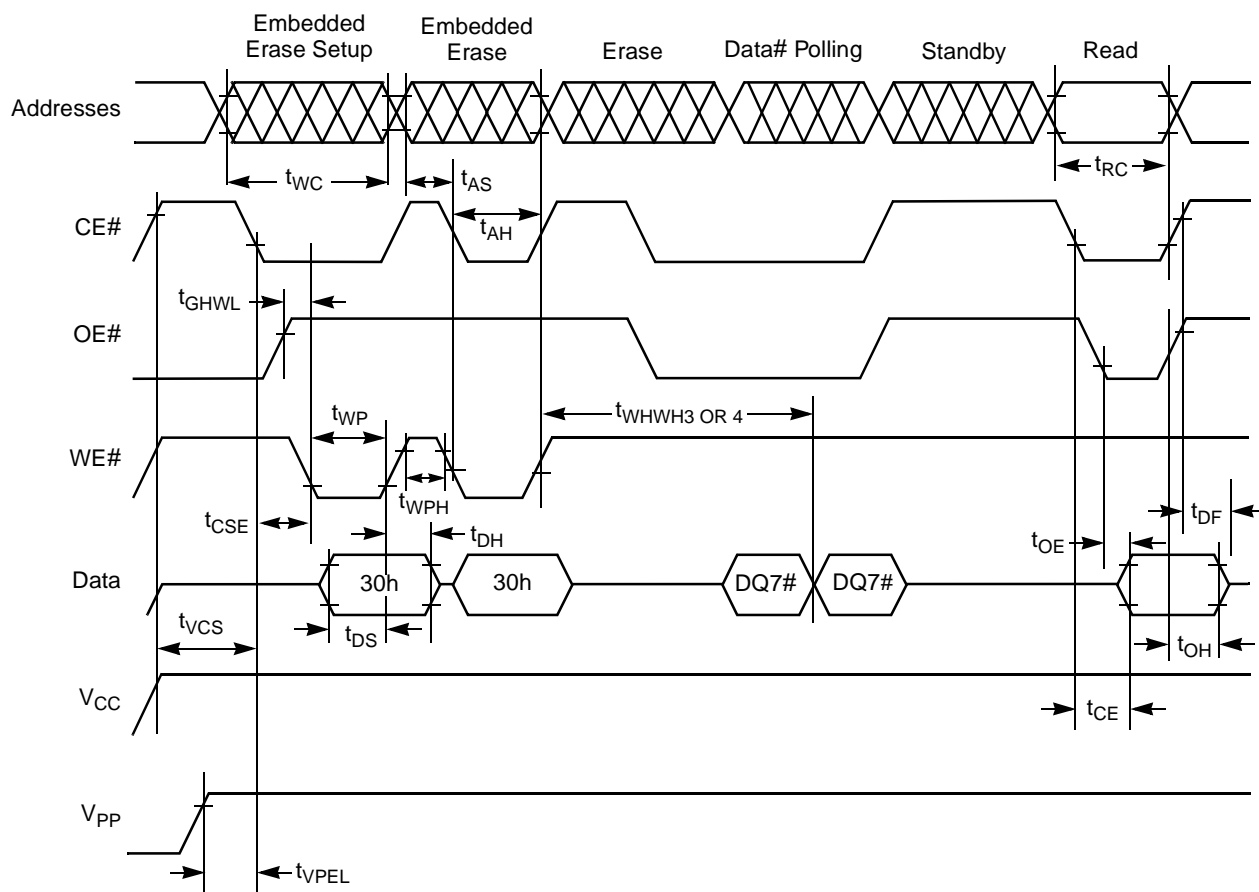 Embedded
Erase Setup
Embedded
Erase
Erase
Data# Polling
Standby
Read
Addresses
tWC
tAS
tRC
CE#
tAH
tGHWL
OE#
tWP
tWHWH3 OR 4
WE#
tWPH
tCSE
tDH
tOE
tDF
Data
30h
30h
DQ7#
DQ7#
tVCS
tDS
tOH
VCC
tCE
VPP
tVPEL